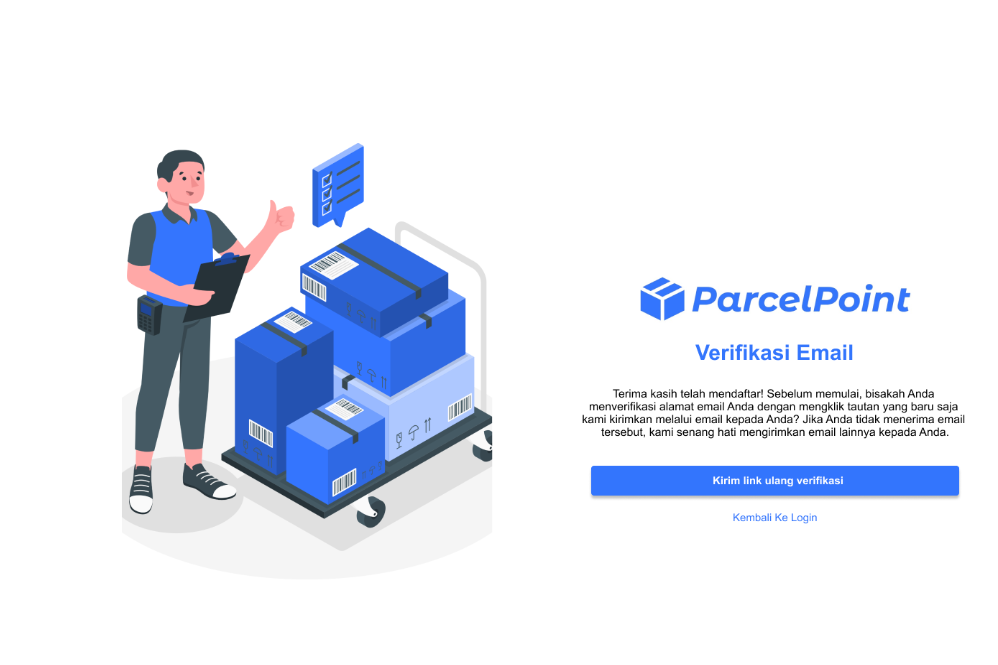 ParcelPoint
Verifikasi Email
Terima kasih telah mendaftar! Sebelum memulai, bisakah Anda
menverifikasi alamat email Anda dengan mengklik tautan yang baru saja
kami kirimkan melalui email kepada Anda? Jika Anda tidak menerima email
tersebut, kami senang hati mengirimkan email lainnya kepada Anda.
Kirim link ulang verifikasi
Kembali Ke Login